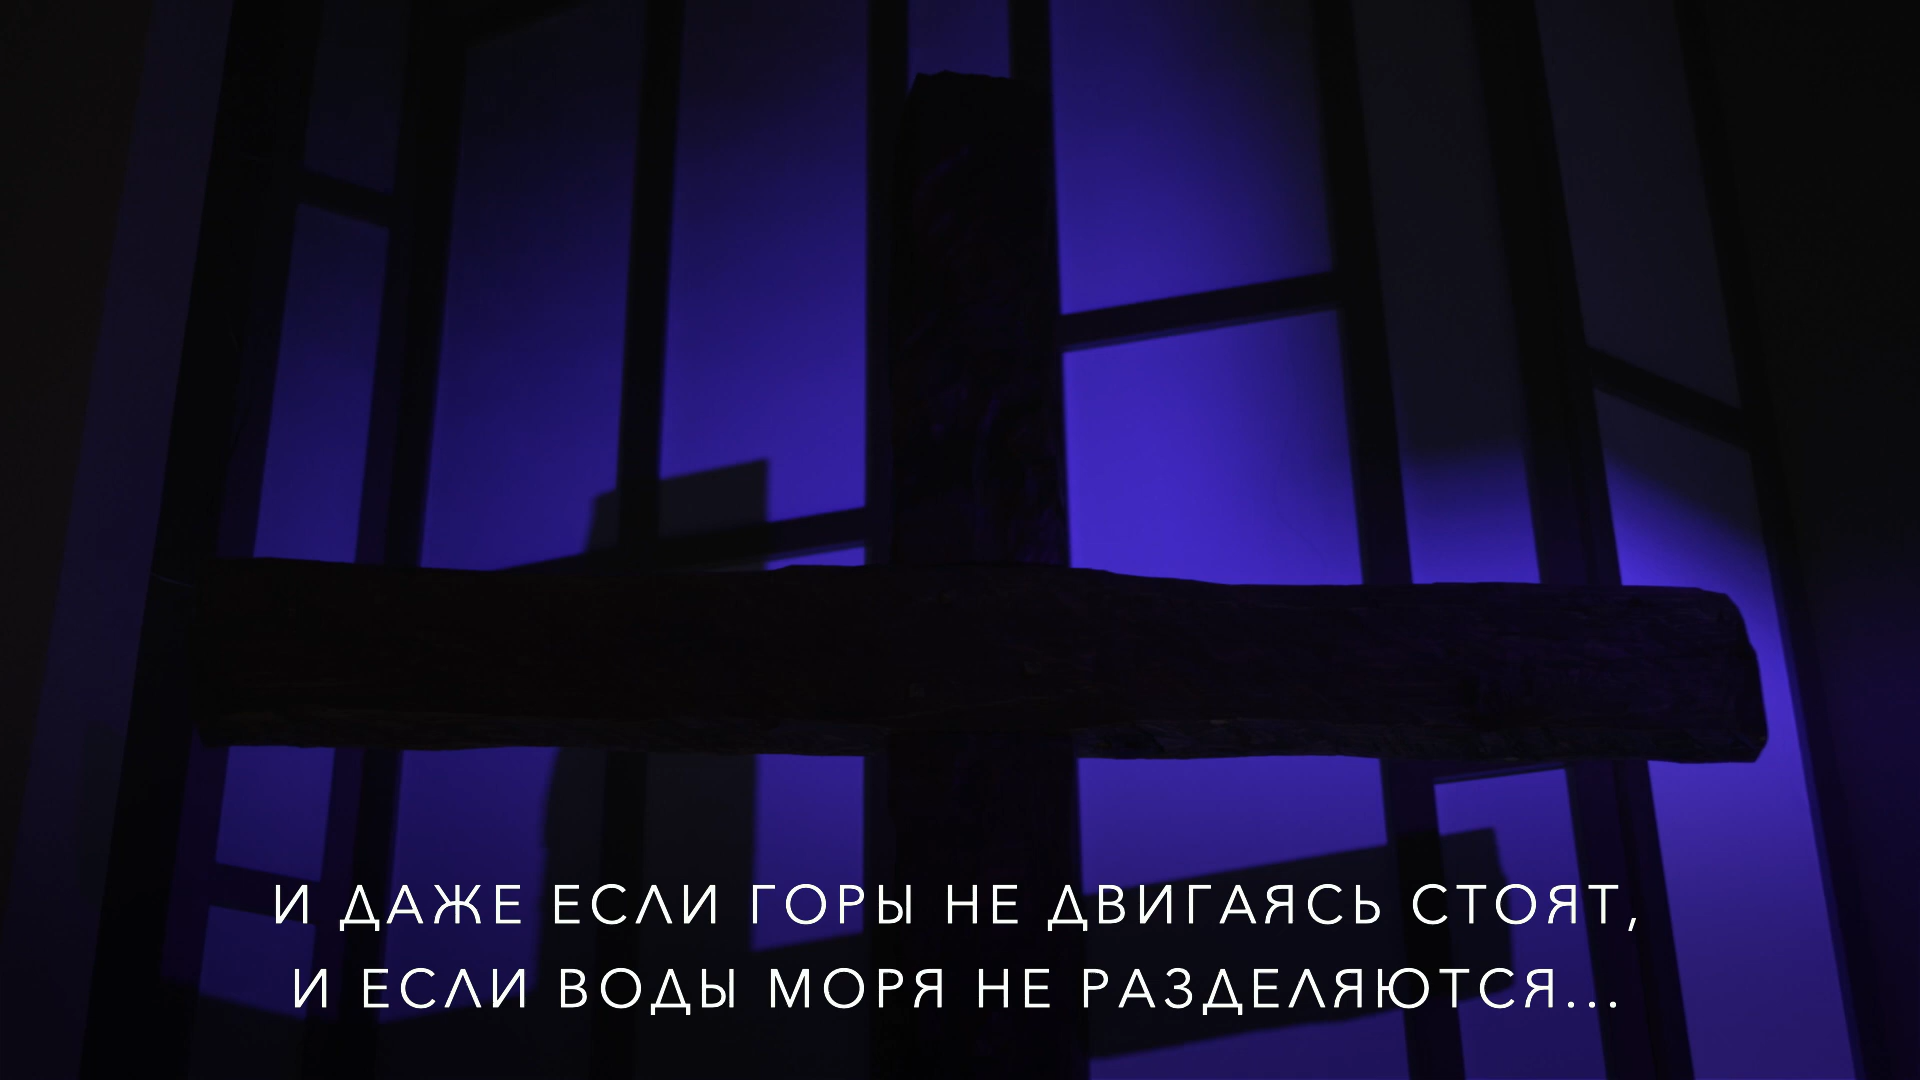 И ДАЖЕ ЕСЛИ ГОРЫ НЕ ДВИГАЯСЬ СТОЯТ,
И ЕСЛИ ВОДЫ МОРЯ НЕ РАЗДЕЛЯЮТСЯ...